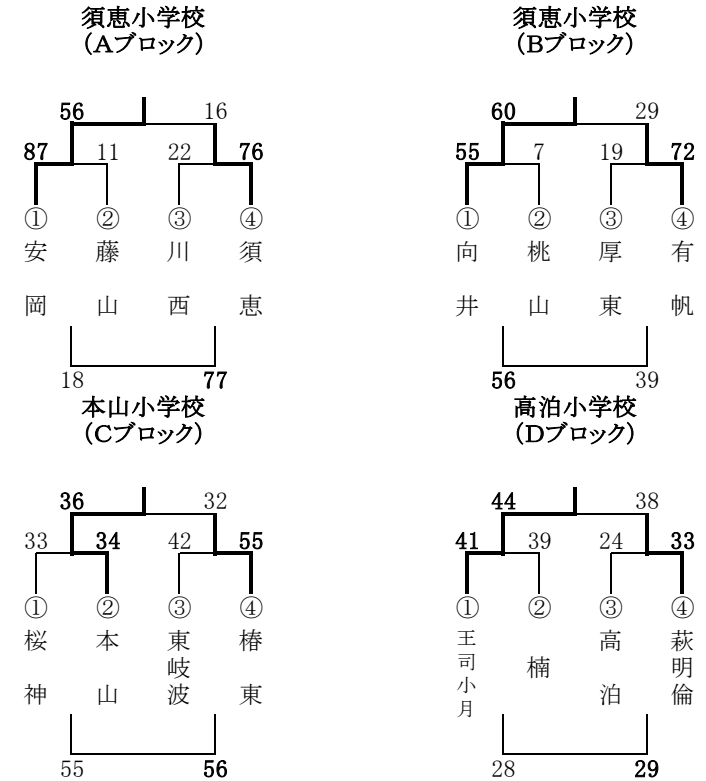 須恵小学校
（Aブロック）
56 16
87 11 22 76
① ② ③ ④
安岡 藤山 川西 須恵
18 77
須恵小学校
（Bブロック）
60 29
55 7 19 72
① ② ③ ④
向井 桃山 厚東 有帆
56 39
本山小学校
（Cブロック）
36 32
33 34 42 55
① ② ③ ④
桜神 本山 東岐波 椿東
55 56
高泊小学校
（Dブロック）
44 38
41 39 24 33
① ② ③ ④
王司小月 楠 高泊 萩明倫
28 29